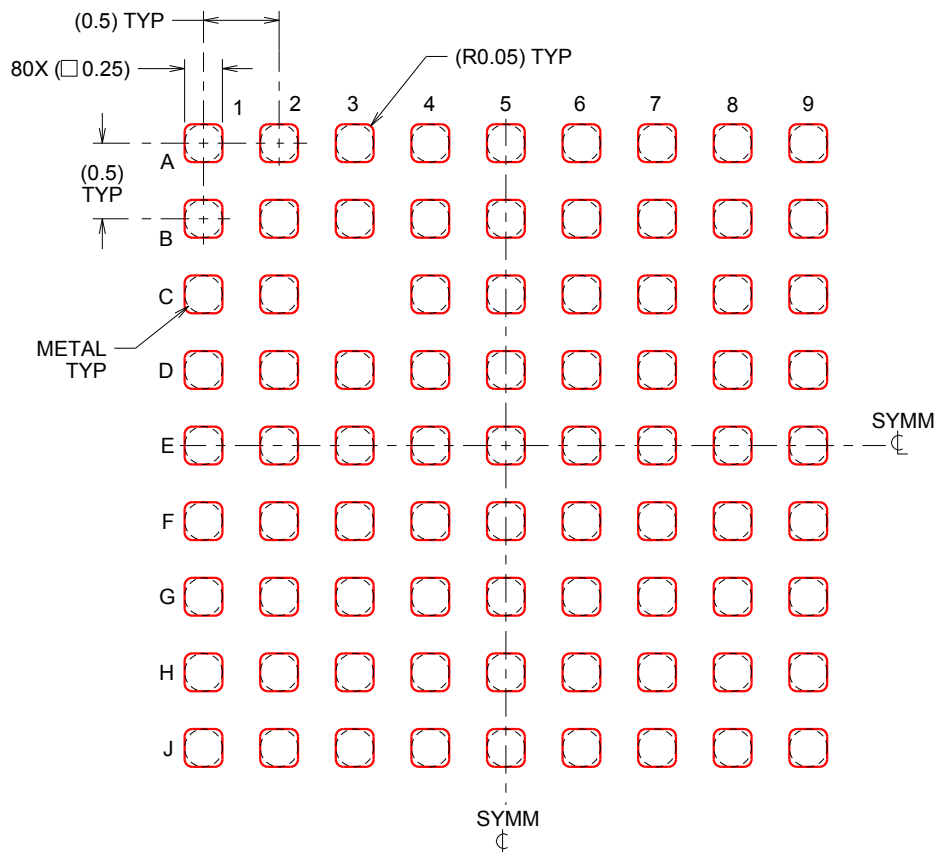 (0.5) TYP
80X (□ 0.25)
(R0.05) TYP
1 2 3 4 5 6 7 8 9
A
(0.5)
TYP
B
C
METAL
TYP
D
SYMM
℄
E
F
G
H
J
SYMM
℄